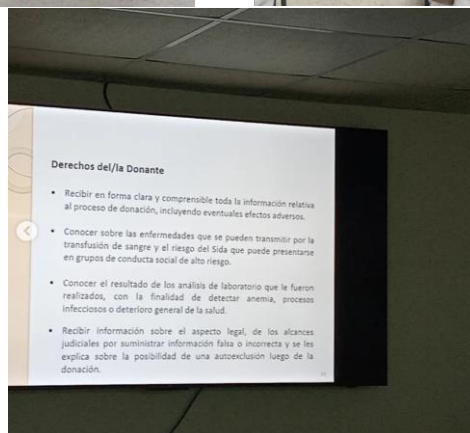 Derechos del/la Donante
• Recibir en forma clara y comprensible toda la información relativa
al proceso de donación, incluyendo eventuales efectos adversos.
• Conocer sobre las enfermedades que se pueden transmitir por la
transfusión de sangre y el riesgo del Sida que puede presentarse
en grupos de conducta social de alto riesgo.
• Conocer el resultado de los análisis de laboratorio que le fueron
realizados, con la finalidad de detectar anemia, procesos
infecciosos o deterioro general de la salud.
• Recibir información sobre el aspecto legal, de los alcances
judiciales por suministrar información falsa o incorrecta y se les
explica sobre la posibilidad de una autoexclusión luego de la
donación.